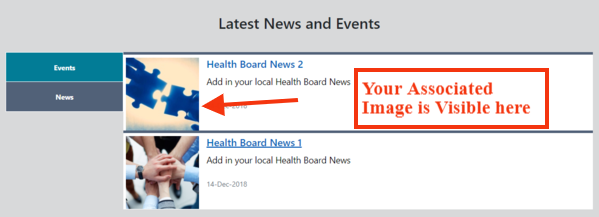 Latest News and Events
Events
News
Health Board News 2
Add in your local Health Board News
-Dec-2018
Your Associated
Image is Visible here
Health Board News 1
Add in your local Health Board News
14-Dec-2018